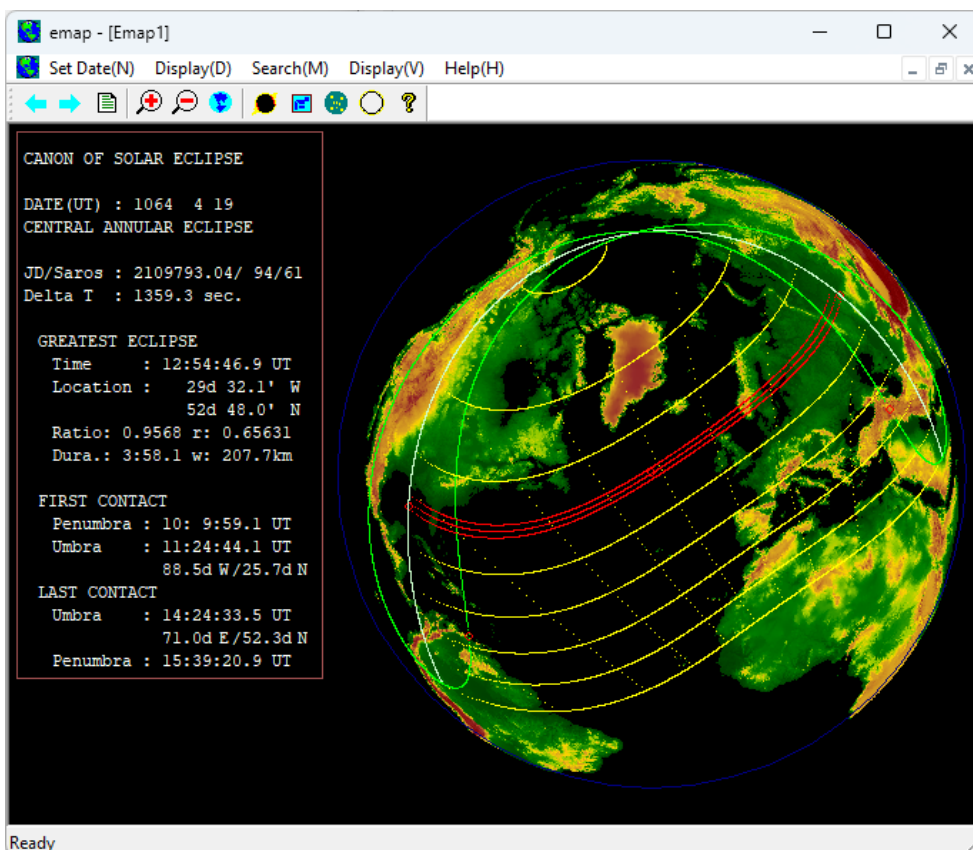 emap - [Emap1]
Set Date(N) Display(D) Search(M) Display(V) Help(H)
CANON OF SOLAR ECLIPSE
DATE(UT) : 1064 4 19
CENTRAL ANNULAR ECLIPSE
JD/Saros : 2109793.04/ 94/61
Delta T : 1359.3 sec.
GREATEST ECLIPSE
Time : 12:54:46.9 UT
Location : 29d 32.1' W
52d 48.0' N
Ratio: 0.9568 r: 0.65631
Dura.: 3:58.1 w: 207.7km
FIRST CONTACT
Penumbra : 10: 9:59.1 UT
Umbra : 11:24:44.1 UT
88.5d W/25.7d N
LAST CONTACT
Umbra : 14:24:33.5 UT
71.0d E/52.3d N
Penumbra : 15:39:20.9 UT
Ready